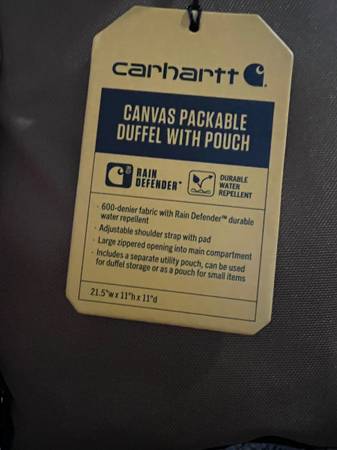 carhartt
CANVAS PACKABLE
DUFFEL WITH POUCH
RAIN
DEFENDER™
DURABLE
WATER
REPELLENT
· 600-denier fabric with Rain Defender™ durable
water repellent
· Adjustable shoulder strap with pad
· Large zippered opening into main compartment
· Includes a separate utility pouch, can be used
for duffel storage or as a pouch for small items
21.5"w x 11"h x 11"d